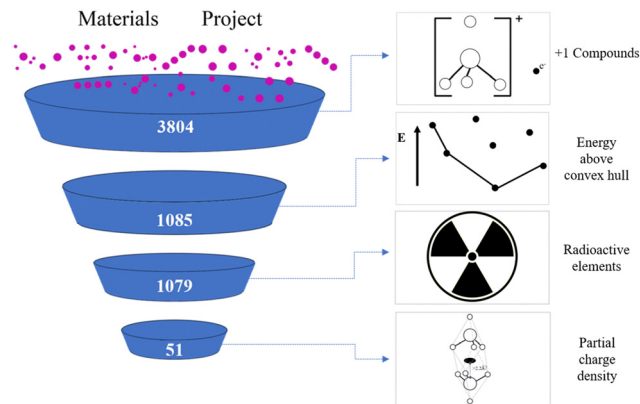 Materials Project
3804
1085
1079
51
+
e-
+1 Compounds
E
Energy
above
convex hull
Radioactive
elements
Partial
charge
density